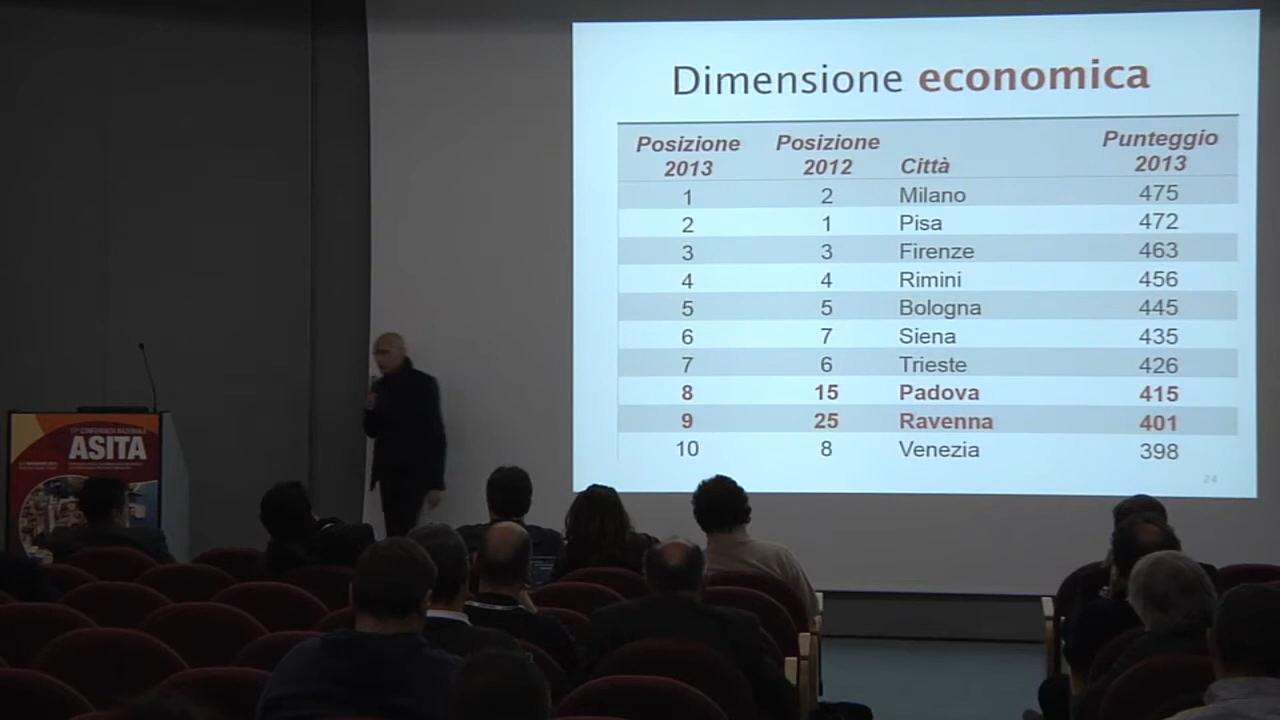 Dimensione economica
Posizione 2013 Posizione 2012 Città Punteggio 2013
1 2 Milano 475
2 1 Pisa 472
3 3 Firenze 463
4 4 Rimini 456
5 5 Bologna 445
6 7 Siena 435
7 6 Trieste 426
8 15 Padova 415
9 25 Ravenna 401
10 8 Venezia 398
24
CONFERENZA NAZIONALE
ASITA